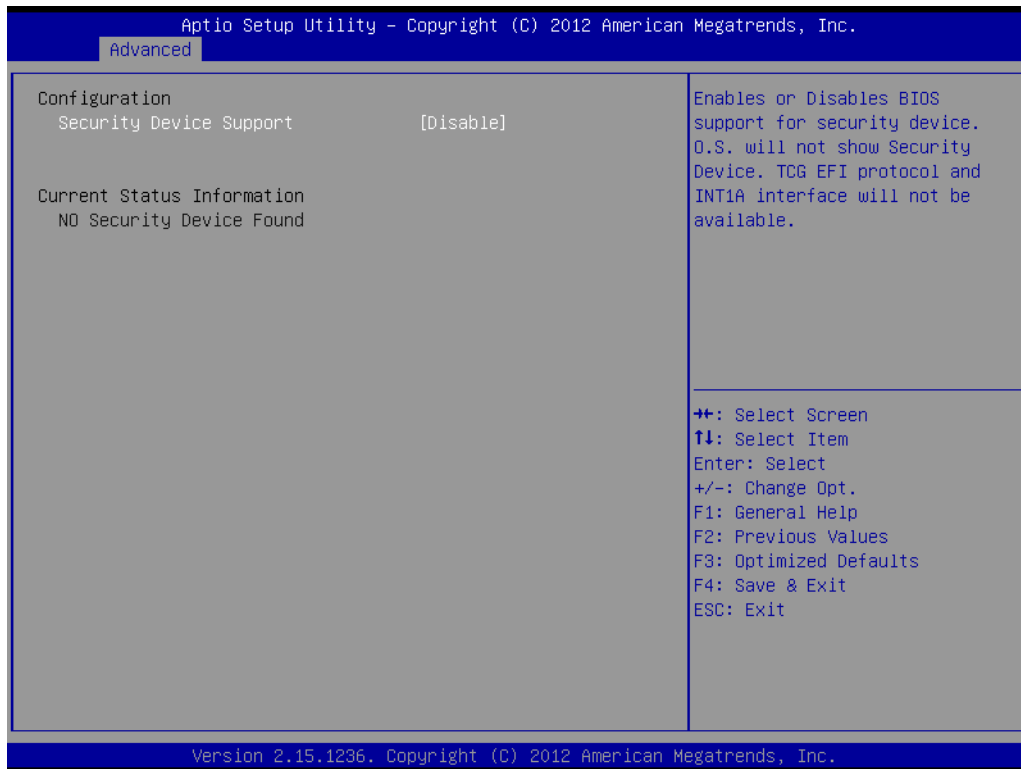 Aptio Setup Utility – Copyright (C) 2012 American Megatrends, Inc.
Advanced
Configuration
Security Device Support [Disable]
Current Status Information
NO Security Device Found
Enables or Disables BIOS
support for security device.
O.S. will not show Security
Device. TCG EFI protocol and
INT1A interface will not be
available.
→←: Select Screen
↑↓: Select Item
Enter: Select
+/-: Change Opt.
F1: General Help
F2: Previous Values
F3: Optimized Defaults
F4: Save & Exit
ESC: Exit
Version 2.15.1236. Copyright (C) 2012 American Megatrends, Inc.